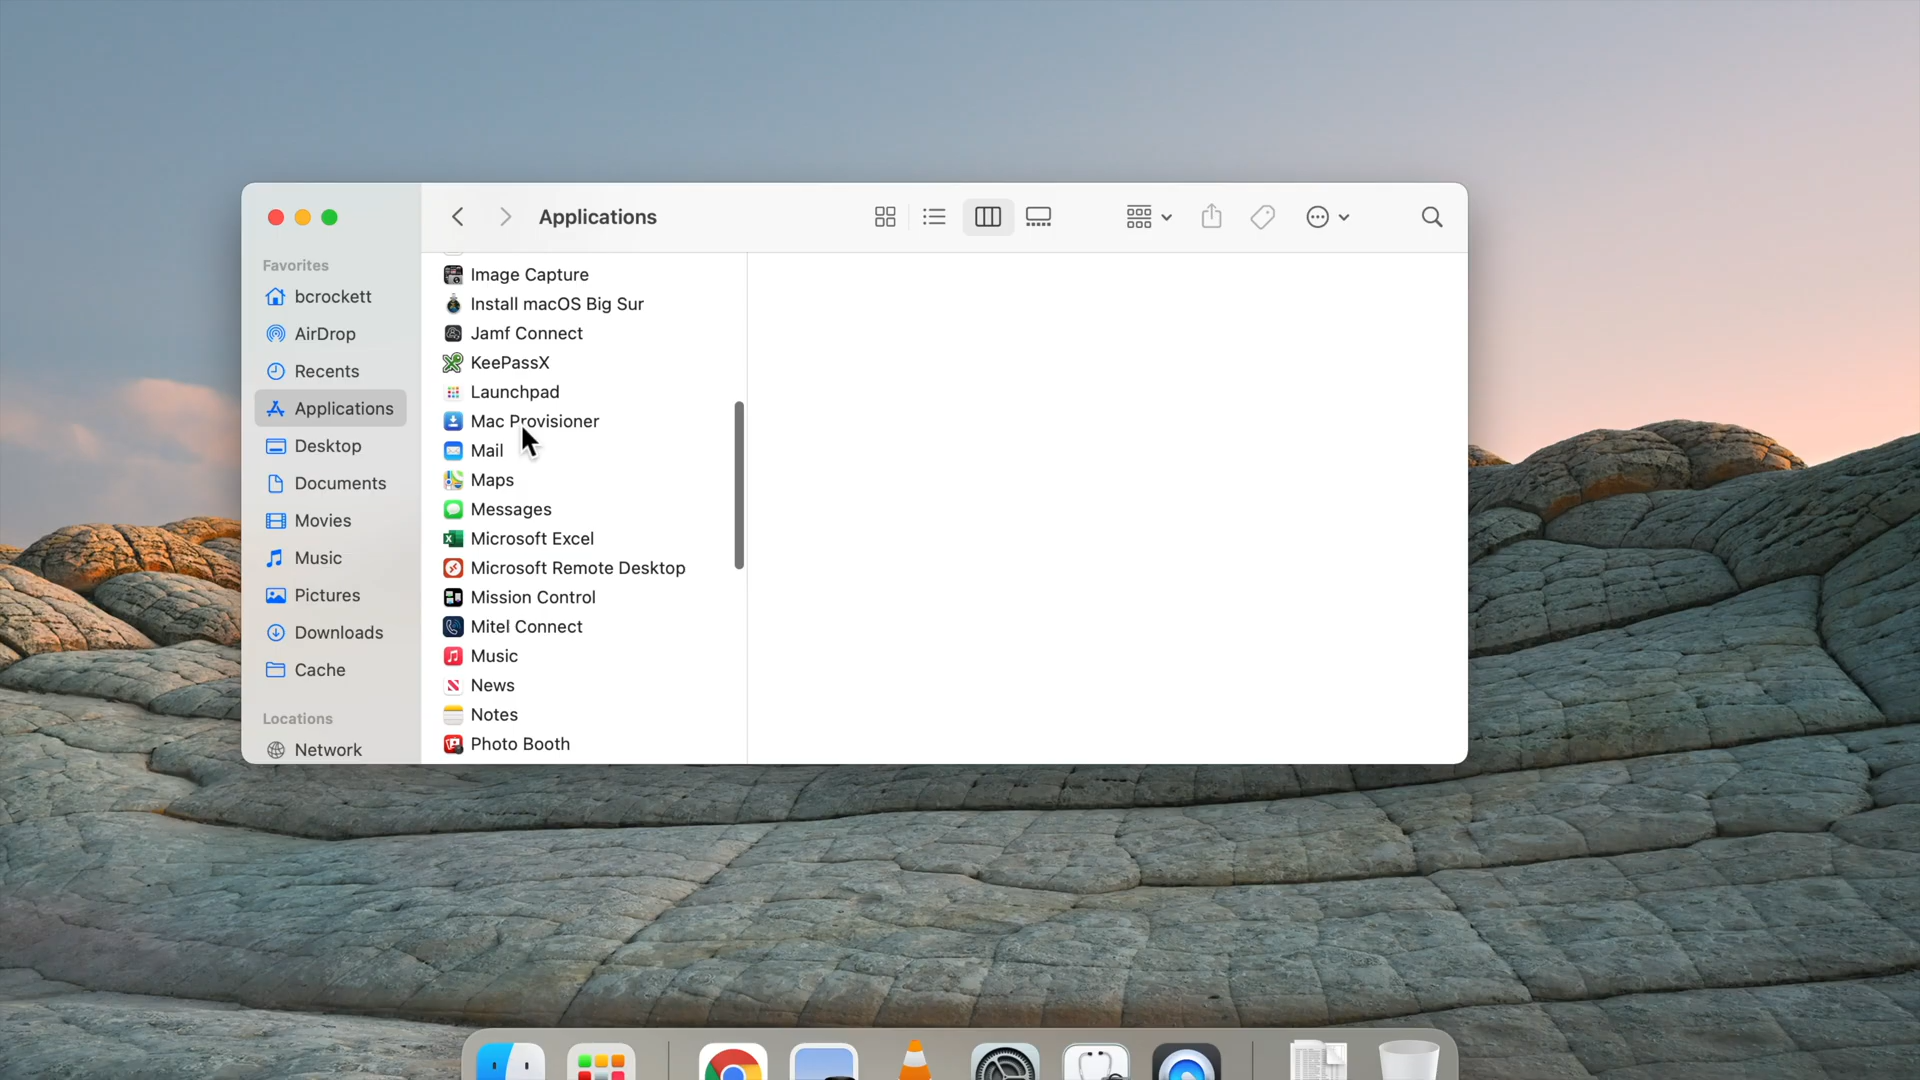 Applications
Favorites
bcrockett
AirDrop
Recents
Applications
Desktop
Documents
Movies
Music
Pictures
Downloads
Cache
Locations
Network
Image Capture
Install macOS Big Sur
Jamf Connect
KeePassX
Launchpad
Mac Provisioner
Mail
Maps
Messages
Microsoft Excel
Microsoft Remote Desktop
Mission Control
Mitel Connect
Music
News
Notes
Photo Booth